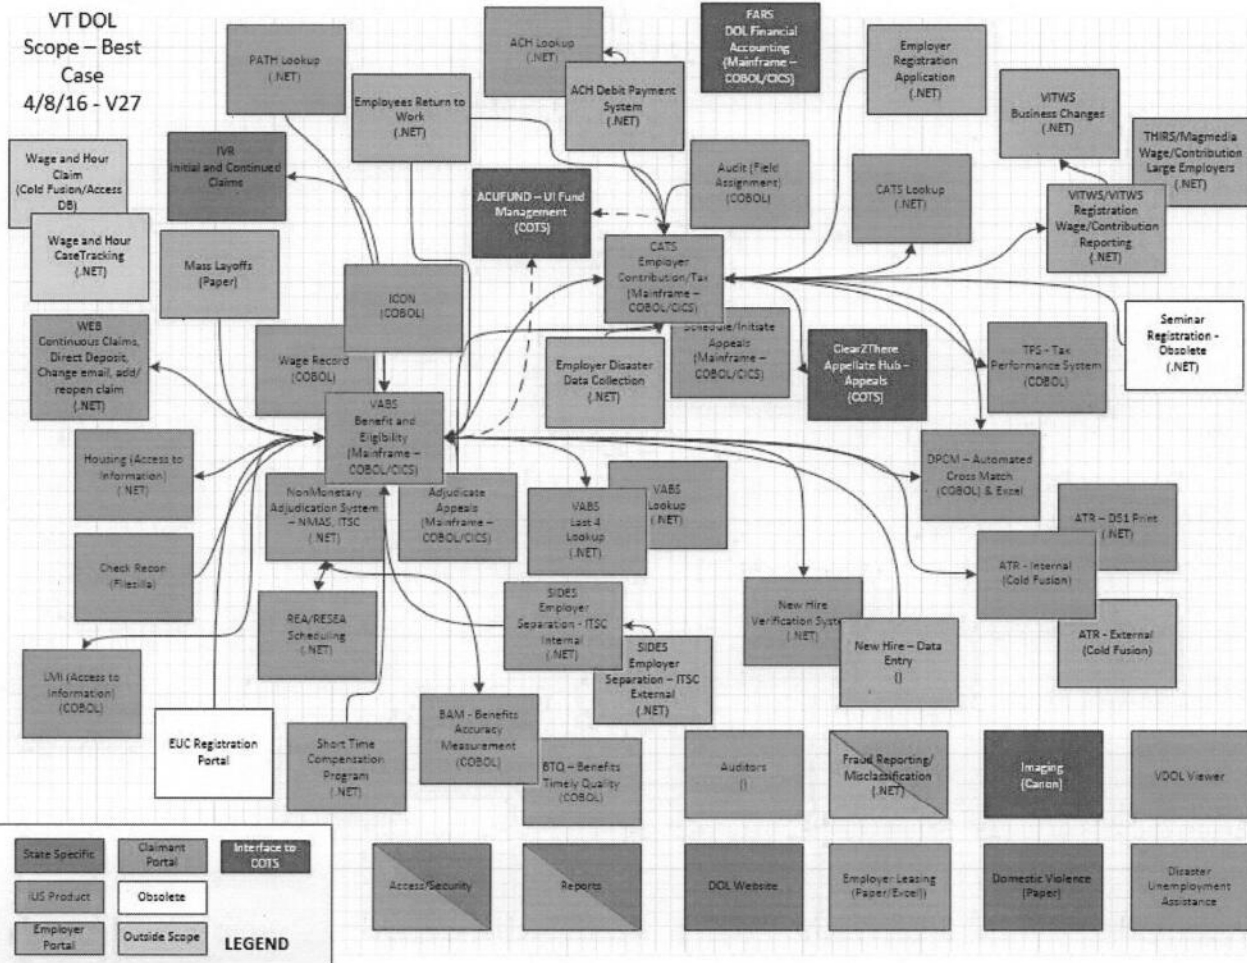 VT DOL
Scope – Best
Case
4/8/16 - V27
PATH Lookup
(.NET)
Employees Return to
Work
(.NET)
ACH Lookup
(.NET)
ACH Debit Payment
System
(.NET)
FARS
DOL Financial
Accounting
(Mainframe –
COBOL/CICS)
Employer
Registration
Application
(.NET)
VITWS
Business Changes
(.NET)
THIRS/Magmedia
Wage/Contribution
Large Employers
(.NET)
Wage and Hour
Claim
(Cold Fusion/Access
DB)
IVR
Initial and Continued
Claims
ACUFUND – UI Fund
Management
(COTS)
Audit (Field
Assignment)
(COBOL)
CATS Lookup
(.NET)
VITWS/VITWS
Registration
Wage/Contribution
Reporting
(.NET)
Wage and Hour
CaseTracking
(.NET)
Mass Layoffs
(Paper)
ICON
(COBOL)
CATS
Employer
Contribution/Tax
(Mainframe –
COBOL/CICS)
WEB
Continuous Claims,
Direct Deposit,
Change email, add/
reopen claim
(.NET)
Wage Record
(COBOL)
Employer Disaster
Data Collection
(.NET)
Schedule/Initiate
Appeals
(Mainframe –
COBOL/CICS)
Clear2There
Appellate Hub –
Appeals
(COTS)
TPS - Tax
Performance System
(COBOL)
Seminar
Registration -
Obsolete
(.NET)
VABS
Benefit and
Eligibility
(Mainframe –
COBOL/CICS)
Housing (Access to
Information)
(.NET)
NonMonetary
Adjudication System
– NMAS, ITSC
(.NET)
Adjudicate
Appeals
(Mainframe –
COBOL/CICS)
VABS
Last 4
Lookup
(.NET)
VABS
Lookup
(.NET)
DPCM – Automated
Cross Match
(COBOL) & Excel
ATR – DS1 Print
(.NET)
Check Recon
(Filesilla)
ATR - Internal
(Cold Fusion)
REA/RESEA
Scheduling
(.NET)
SIDES
Employer
Separation - ITSC
Internal
(.NET)
SIDES
Employer
Separation – ITSC
External
(.NET)
New Hire
Verification System
(.NET)
New Hire – Data
Entry
()
ATR - External
(Cold Fusion)
LMI (Access to
Information)
(COBOL)
EUC Registration
Portal
Short Time
Compensation
Program
(.NET)
BAM - Benefits
Accuracy
Measurement
(COBOL)
BTQ – Benefits
Timely Quality
(COBOL)
Auditors
()
Fraud Reporting/
Misclassification
(.NET)
Imaging
(Canon)
VDOL Viewer
Access/Security
Reports
DOL Website
Employer Leasing
(Paper/Excel))
Domestic Violence
(Paper)
Disaster
Unemployment
Assistance
State Specific
Claimant
Portal
Interface to
COTS
iUS Product
Obsolete
Employer
Portal
Outside Scope
LEGEND